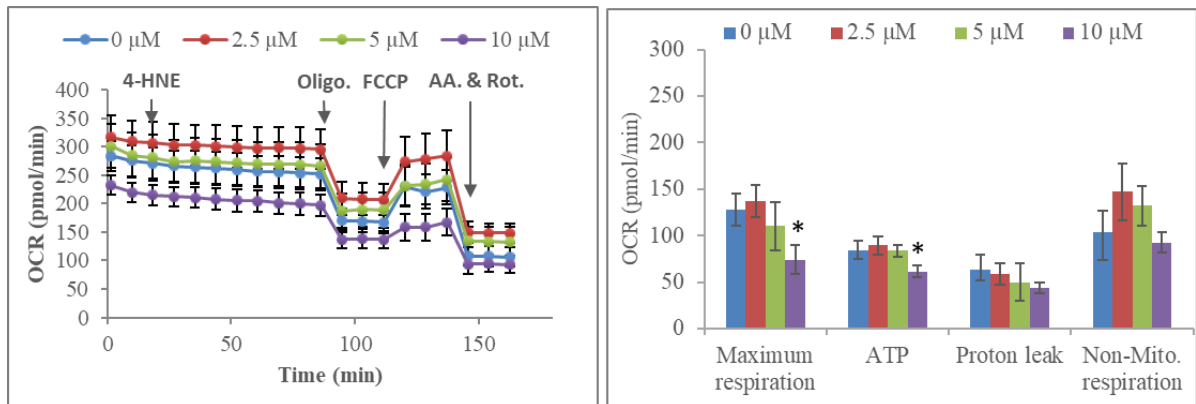 0 µM 2.5 µM 5 µM 10 µM
4-HNE Oligo. FCCP AA. & Rot.
OCR (pmol/min)
400
350
300
250
200
150
100
50
0
0 50 100 150
Time (min)
0 µM 2.5 µM 5 µM 10 µM
OCR (pmol/min)
300
250
200
150
100
50
0
* *
Maximum respiration
ATP
Proton leak
Non-Mito. respiration